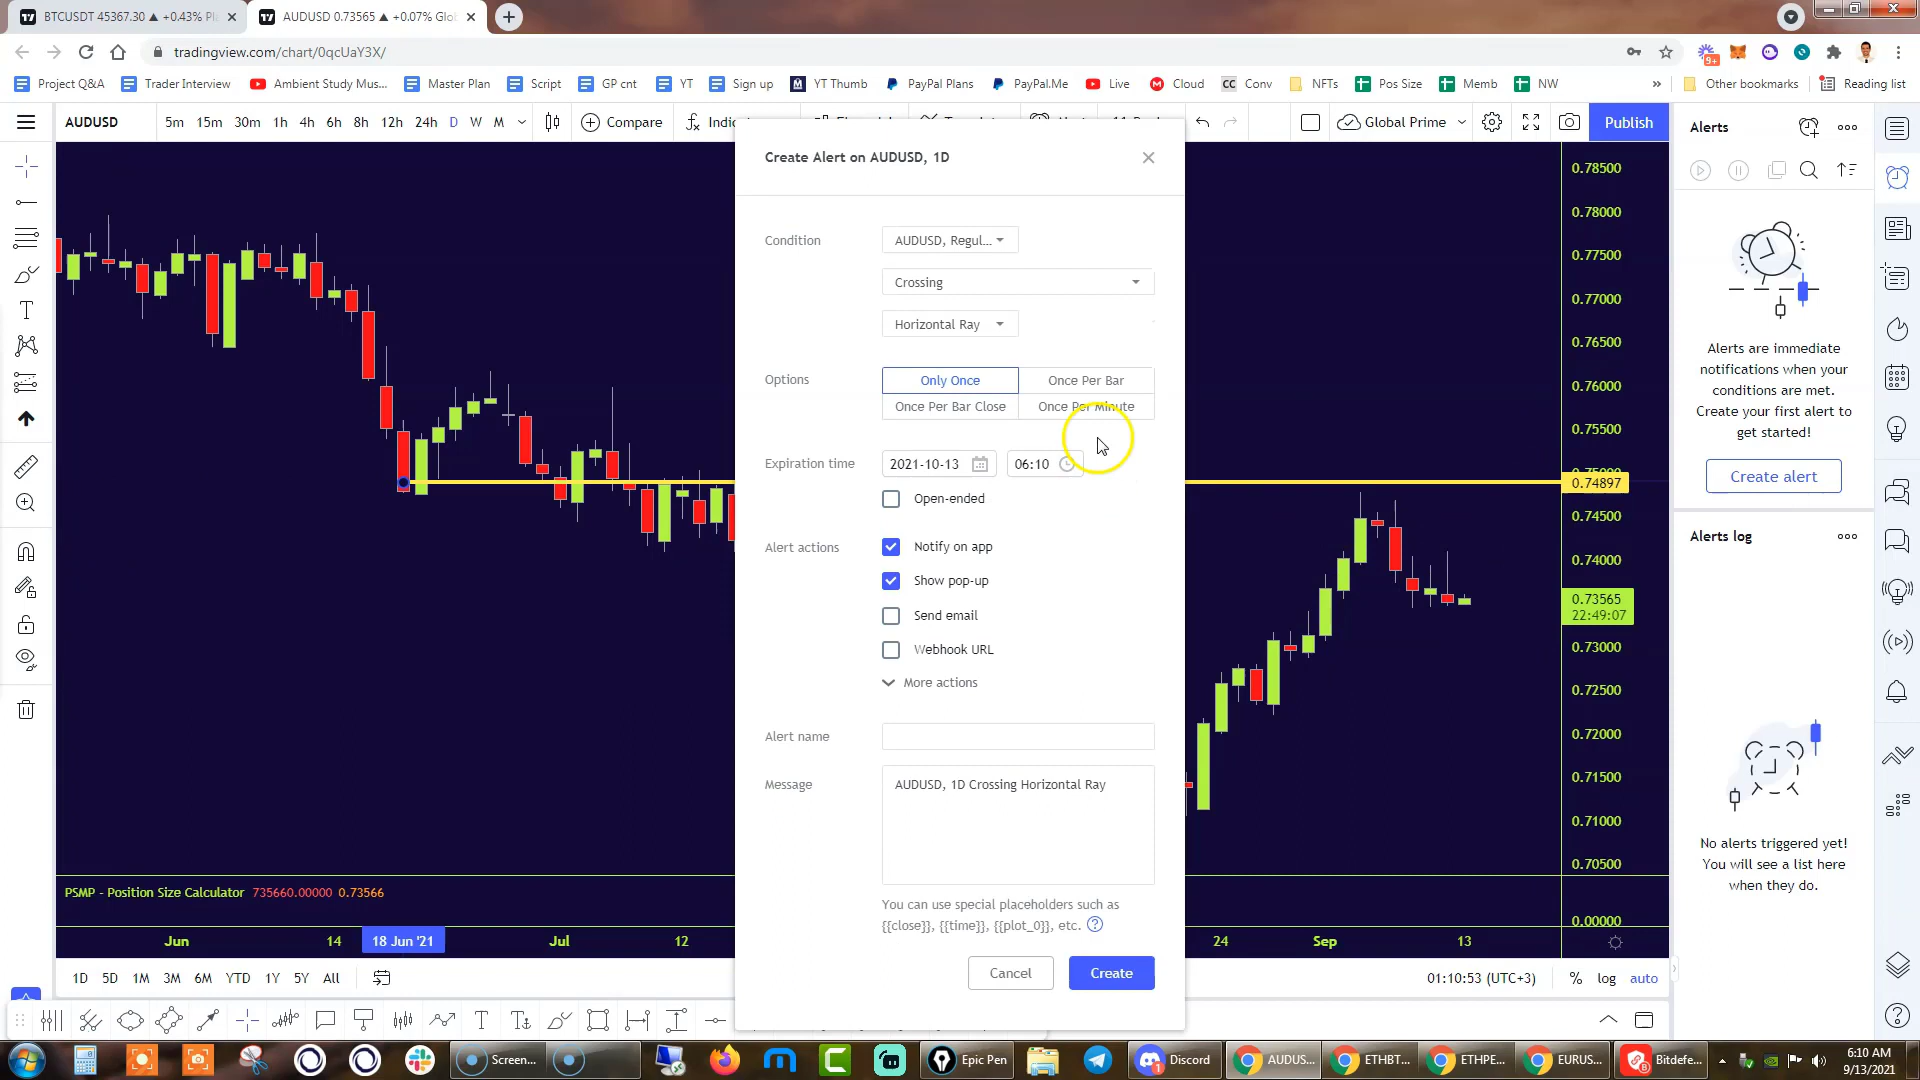 BTCUSDT 45367.30 ▲ +0.43%
AUDUSD 0.73565 ▲ +0.07%
tradingview.com/chart/0qcUaY3X/
9+
Project Q&A
Trader Interview
Ambient Study Mus...
Master Plan
Script
GP cnt
YT
Sign up
YT Thumb
PayPal Plans
PayPal.Me
Live
Cloud
CC Conv
NFTs
Pos Size
Memb
NW
»
Other bookmarks
Reading list
AUDUSD
5m 15m 30m 1h 4h 6h 8h 12h 24h D W M
Compare
Global Prime
Publish
Create Alert on AUDUSD, 1D
Condition
AUDUSD, Regul...
Crossing
Horizontal Ray
Options
Only Once
Once Per Bar
Once Per Bar Close
Once Per Minute
Expiration time
2021-10-13
06:10
Open-ended
Alert actions
Notify on app
Show pop-up
Send email
Webhook URL
More actions
Alert name
Message
AUDUSD, 1D Crossing Horizontal Ray
You can use special placeholders such as
{{close}}, {{time}}, {{plot_0}}, etc.
Cancel
Create
0.78500
0.78000
0.77500
0.77000
0.76500
0.76000
0.75500
0.74897
0.74500
0.74000
0.73565
22:49:07
0.73000
0.72500
0.72000
0.71500
0.71000
0.70500
0.00000
Alerts
Alerts are immediate
notifications when your
conditions are met.
Create your first alert to
get started!
Create alert
Alerts log
No alerts triggered yet!
You will see a list here
when they do.
PSMP - Position Size Calculator 735660.00000 0.73566
Jun
14
18 Jun '21
Jul
12
24
Sep
13
1D 5D 1M 3M 6M YTD 1Y 5Y All
01:10:53 (UTC+3)
%
log
auto
Screen...
Epic Pen
Discord
AUDUS...
ETHBT...
ETHPE...
EURUS...
Bitdefe...
6:10 AM
9/13/2021